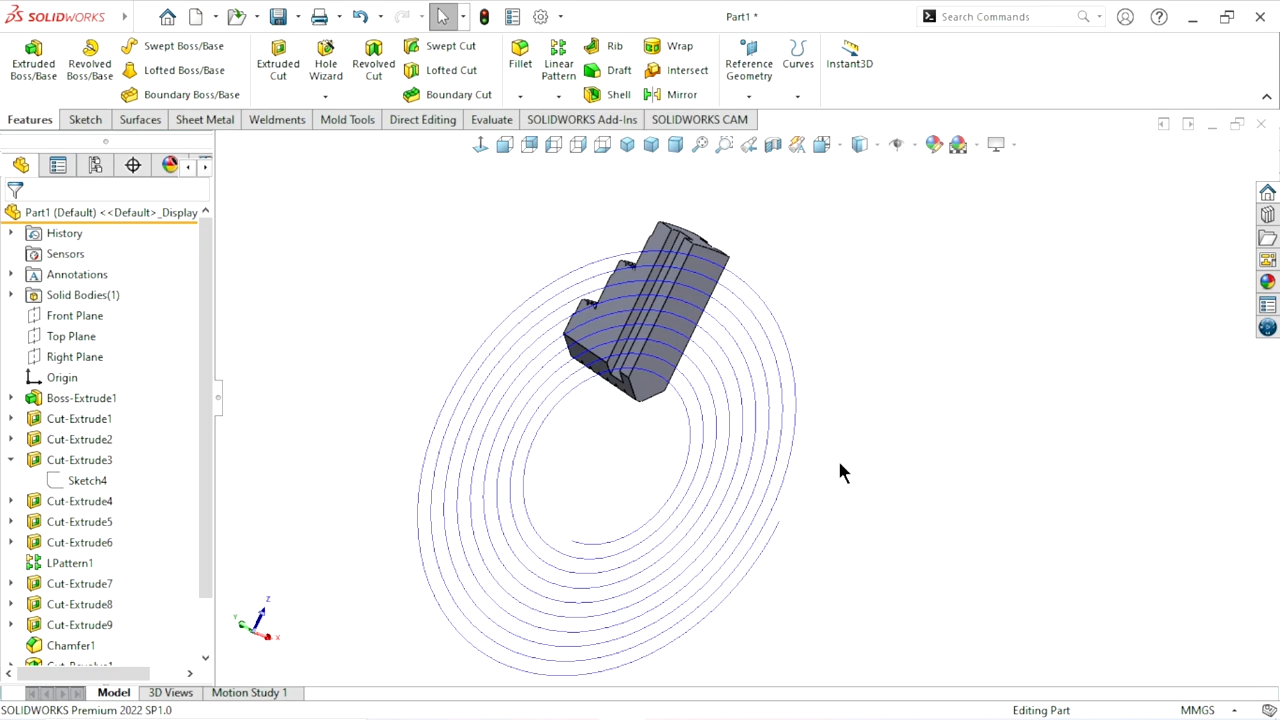 SOLIDWORKS
Part1 *
Search Commands
Extruded Boss/Base
Revolved Boss/Base
Swept Boss/Base
Lofted Boss/Base
Boundary Boss/Base
Extruded Cut
Hole Wizard
Revolved Cut
Swept Cut
Lofted Cut
Boundary Cut
Fillet
Linear Pattern
Rib
Draft
Shell
Wrap
Intersect
Mirror
Reference Geometry
Curves
Instant3D
Features Sketch Surfaces Sheet Metal Weldments Mold Tools Direct Editing Evaluate SOLIDWORKS Add-Ins SOLIDWORKS CAM
Part1 (Default) <<Default>_Display
History
Sensors
Annotations
Solid Bodies(1)
Front Plane
Top Plane
Right Plane
Origin
Boss-Extrude1
Cut-Extrude1
Cut-Extrude2
Cut-Extrude3
Sketch4
Cut-Extrude4
Cut-Extrude5
Cut-Extrude6
LPattern1
Cut-Extrude7
Cut-Extrude8
Cut-Extrude9
Chamfer1
Cut-Revolve1
Z
Y
X
Model 3D Views Motion Study 1
SOLIDWORKS Premium 2022 SP1.0
Editing Part
MMGS